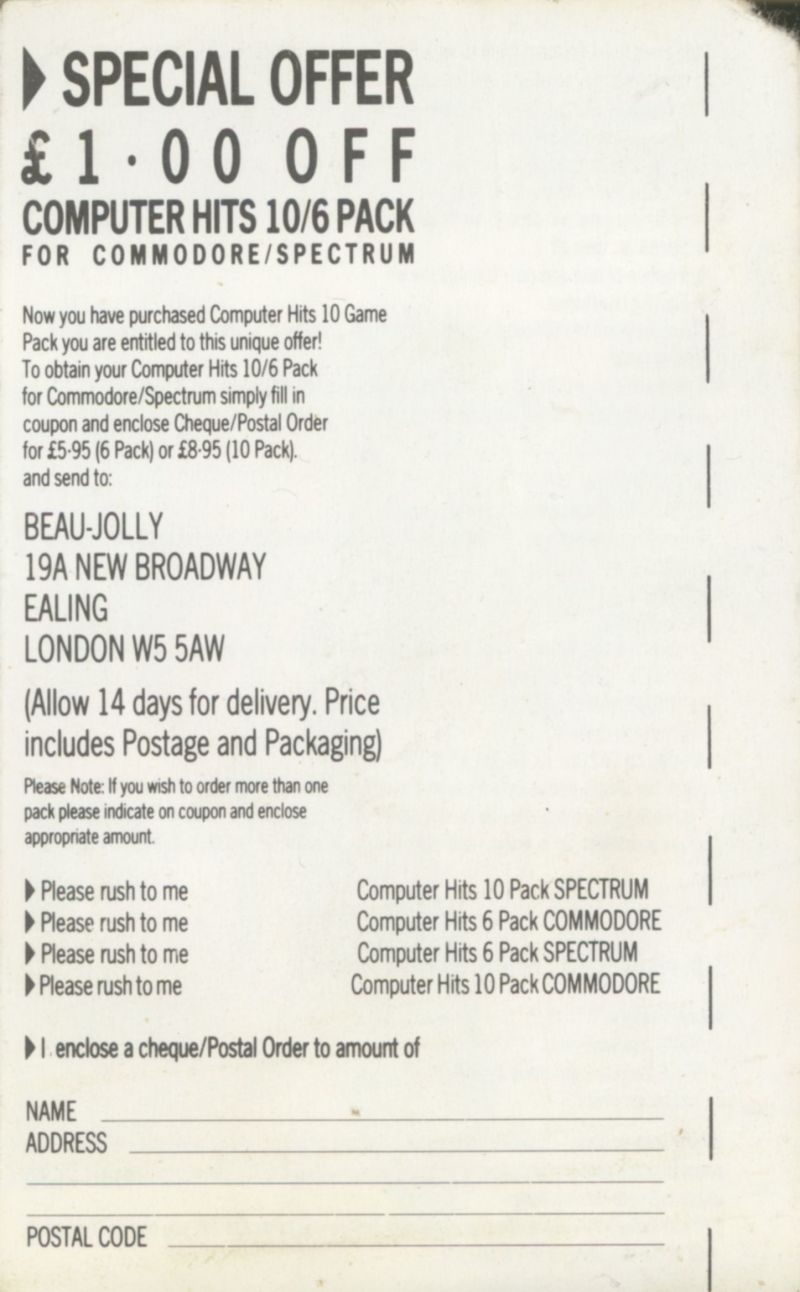 ▶ SPECIAL OFFER
£1·00 OFF
COMPUTER HITS 10/6 PACK
FOR COMMODORE/SPECTRUM
Now you have purchased Computer Hits 10 Game
Pack you are entitled to this unique offer!
To obtain your Computer Hits 10/6 Pack
for Commodore/Spectrum simply fill in
coupon and enclose Cheque/Postal Order
for £5·95 (6 Pack) or £8·95 (10 Pack).
and send to:
BEAU-JOLLY
19A NEW BROADWAY
EALING
LONDON W5 5AW
(Allow 14 days for delivery. Price
includes Postage and Packaging)
Please Note: If you wish to order more than one
pack please indicate on coupon and enclose
appropriate amount.
▶ Please rush to me Computer Hits 10 Pack SPECTRUM
▶ Please rush to me Computer Hits 6 Pack COMMODORE
▶ Please rush to me Computer Hits 6 Pack SPECTRUM
▶ Please rush to me Computer Hits 10 Pack COMMODORE
▶ I enclose a cheque/Postal Order to amount of
NAME
ADDRESS
POSTAL CODE